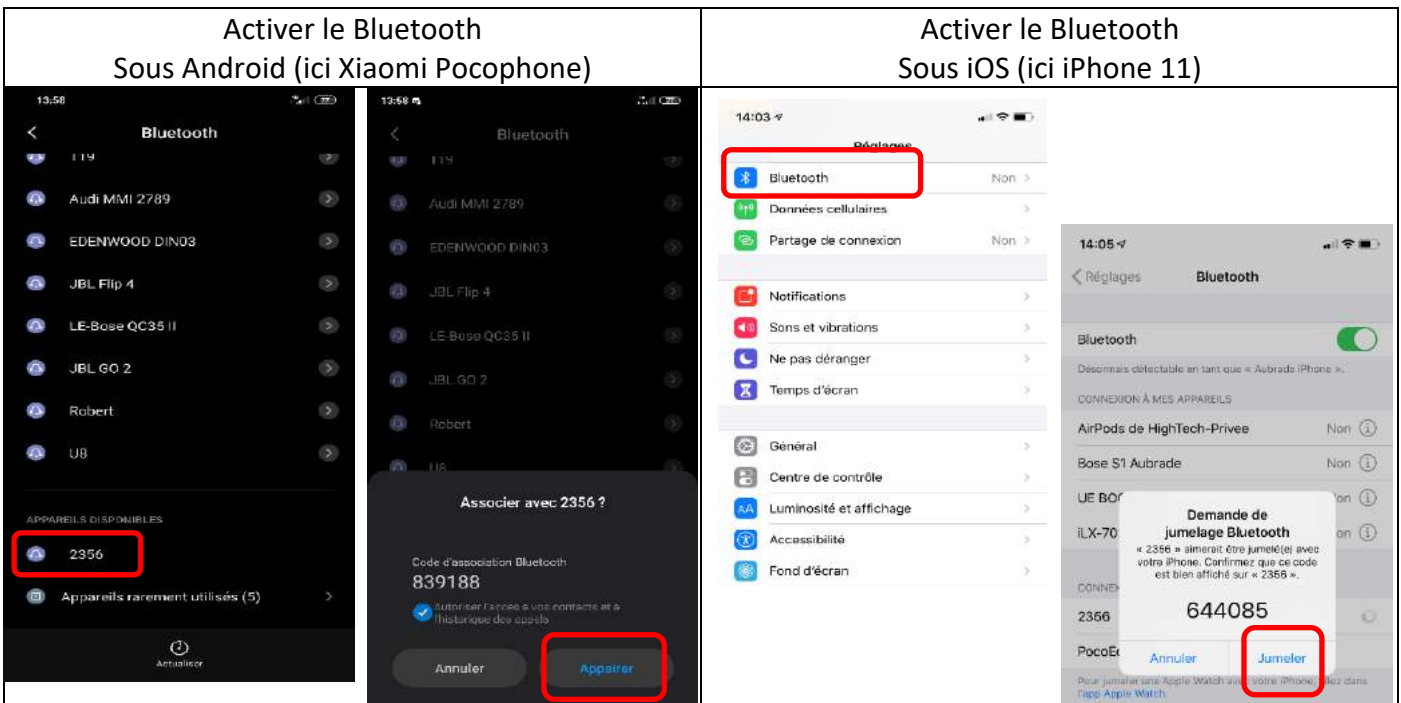 Activer le Bluetooth
Sous Android (ici Xiaomi Pocophone)
Activer le Bluetooth
Sous iOS (ici iPhone 11)
13:58
Bluetooth
T19
Audi MMI 2789
EDENWOOD DIN03
JBL Flip 4
LE-Bose QC35 II
JBL GO 2
Robert
U8
APPAREILS DISPONIBLES
2356
Appareils rarement utilisés (5)
Actualiser
13:58
Bluetooth
T19
Audi MMI 2789
EDENWOOD DIN03
JBL Flip 4
LE-Bose QC35 II
JBL GO 2
Robert
U8
Associer avec 2356 ?
Code d'association Bluetooth
839188
Autoriser l'accès à vos contacts et à
l'historique des appels
Annuler
Appairer
14:03
Réglages
Bluetooth Non
Données cellulaires
Partage de connexion Non
Notifications
Sons et vibrations
Ne pas déranger
Temps d'écran
Général
Centre de contrôle
AA Luminosité et affichage
Accessibilité
Fond d'écran
14:05
Réglages Bluetooth
Bluetooth
Désormais détectable en tant que « Aubrade iPhone ».
CONNEXION À MES APPAREILS
AirPods de HighTech-Privee Non
Bose S1 Aubrade Non
UE BO
on
iLX-70
on
Demande de
jumelage Bluetooth
« 2356 » aimerait être jumelé(e) avec
votre iPhone. Confirmez que ce code
est bien affiché sur « 2356 ».
644085
Annuler
Jumeler
CONNEX
2356
PocoE
Pour jumeler une Apple Watch avec votre iPhone, allez dans
l'app Apple Watch